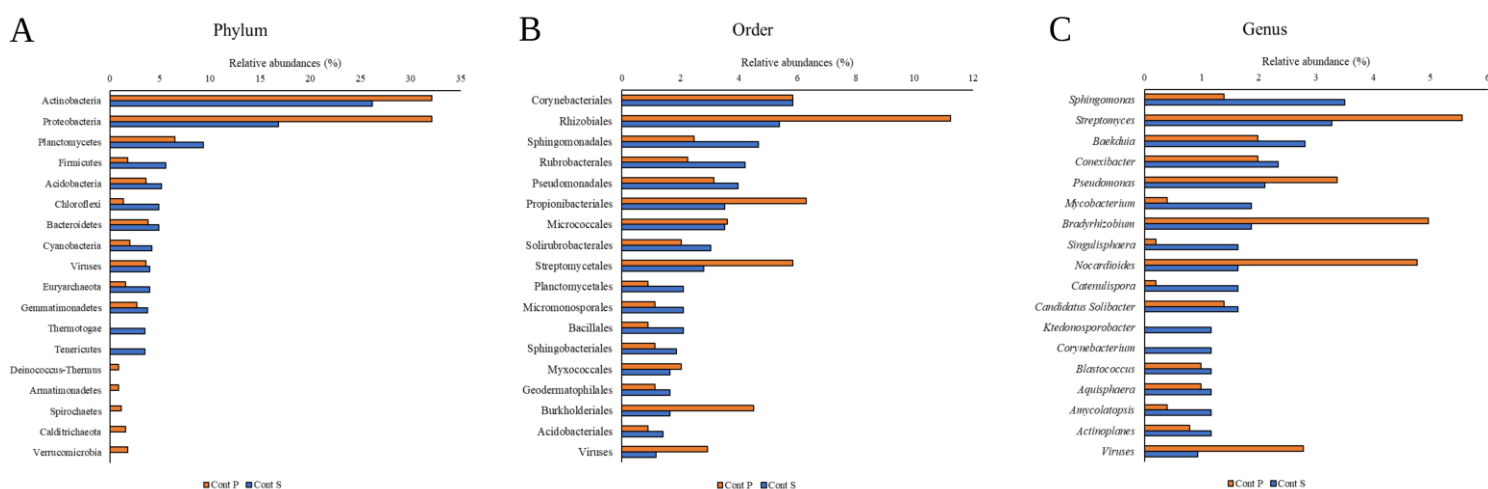 A
Phylum
Relative abundances (%)
0 5 10 15 20 25 30 35
Actinobacteria
Proteobacteria
Planctomycetes
Firmicutes
Acidobacteria
Chloroflexi
Bacteroidetes
Cyanobacteria
Viruses
Euryarchaeota
Gemmatimonadetes
Thermotogae
Tenericutes
Deinococcus-Thermus
Armatimonadetes
Spirochaetes
Calditrichaeota
Verrucomicrobia
Cont P Cont S
B
Order
Relative abundances (%)
0 2 4 6 8 10 12
Corynebacteriales
Rhizobiales
Sphingomonadales
Rubrobacterales
Pseudomonadales
Propionibacteriales
Micrococcales
Solirubrobacterales
Streptomycetales
Planctomycetales
Micromonosporales
Bacillales
Sphingobacteriales
Myxococcales
Geodermatophilales
Burkholderiales
Acidobacteriales
Viruses
Cont P Cont S
C
Genus
Relative abundance (%)
0 1 2 3 4 5 6
Sphingomonas
Streptomyces
Baekduia
Conexibacter
Pseudomonas
Mycobacterium
Bradyrhizobium
Singulisphaera
Nocardioides
Catenulispora
Candidatus Solibacter
Ktedonosporobacter
Corynebacterium
Blastococcus
Aquisphaera
Amycolatopsis
Actinoplanes
Viruses
Cont P Cont S